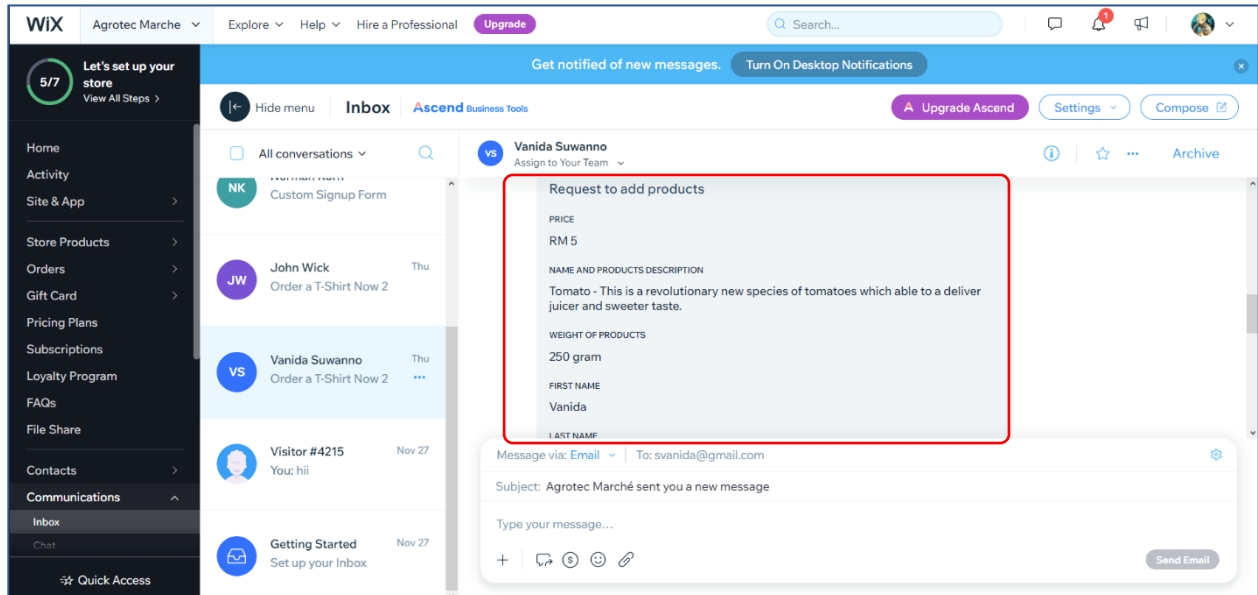 WiX
Agrotec Marche
Explore
Help
Hire a Professional
Upgrade
Search...
1
5/7
Let's set up your
store
View All Steps >
Get notified of new messages.
Turn On Desktop Notifications
Hide menu
Inbox
Ascend Business Tools
A Upgrade Ascend
Settings
Compose
Home
Activity
Site & App
Store Products
Orders
Gift Card
Pricing Plans
Subscriptions
Loyalty Program
FAQs
File Share
Contacts
Communications
Inbox
Chat
Quick Access
All conversations
NK
Custom Signup Form
JW
John Wick
Thu
Order a T-Shirt Now 2
VS
Vanida Suwanno
Thu
Order a T-Shirt Now 2
Visitor #4215
Nov 27
You: hii
Getting Started
Nov 27
Set up your Inbox
VS
Vanida Suwanno
Assign to Your Team
Archive
Request to add products
PRICE
RM 5
NAME AND PRODUCTS DESCRIPTION
Tomato - This is a revolutionary new species of tomatoes which able to a deliver
juicer and sweeter taste.
WEIGHT OF PRODUCTS
250 gram
FIRST NAME
Vanida
LAST NAME
Message via: Email
To: svanida@gmail.com
Subject: Agrotec Marché sent you a new message
Type your message...
Send Email